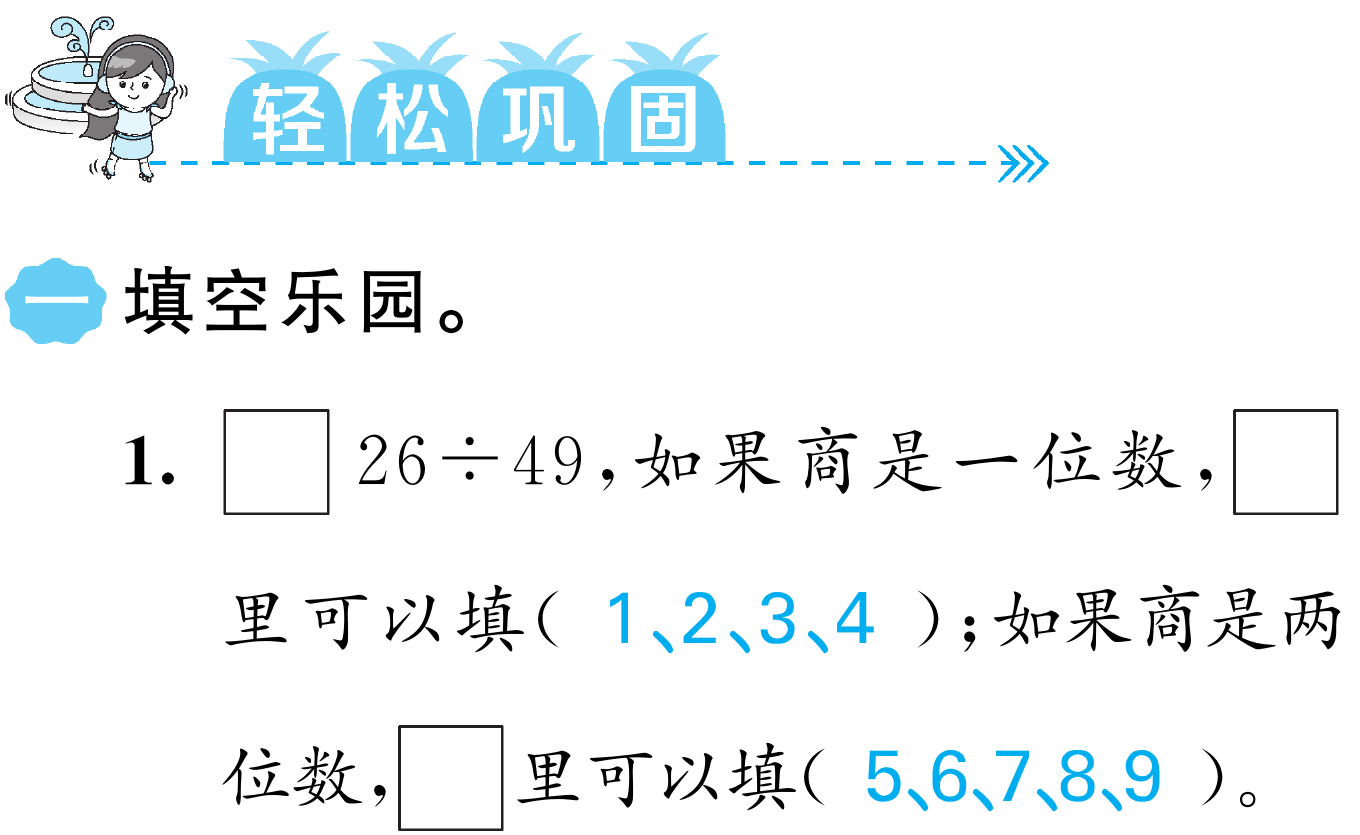 轻松巩固
一 填空乐园。
1. □26÷49,如果商是一位数,□
里可以填( 1、2、3、4 );如果商是两
位数,□里可以填( 5、6、7、8、9 )。